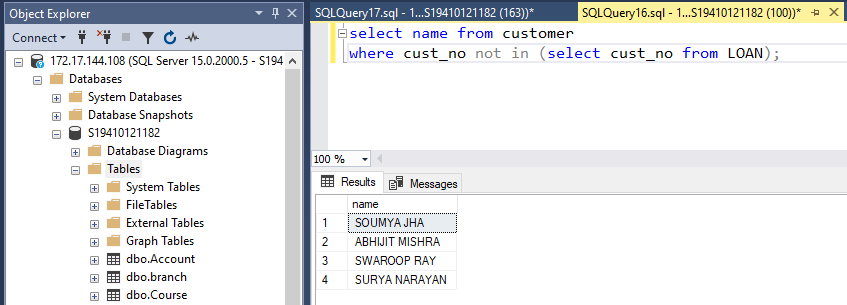 Object Explorer
Connect
172.17.144.108 (SQL Server 15.0.2000.5 - S194
Databases
System Databases
Database Snapshots
S19410121182
Database Diagrams
Tables
System Tables
FileTables
External Tables
Graph Tables
dbo.Account
dbo.branch
dbo.Course
SQLQuery17.sql - 1...S19410121182 (163))*
SQLQuery16.sql - 1...S19410121182 (100))*
select name from customer
where cust_no not in (select cust_no from LOAN);
100 %
Results
Messages
name
1 SOUMYA JHA
2 ABHIJIT MISHRA
3 SWAROOP RAY
4 SURYA NARAYAN